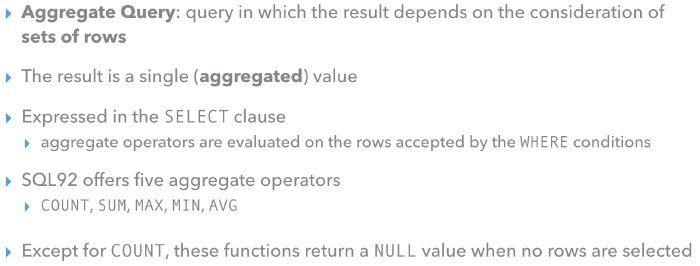 Aggregate Query: query in which the result depends on the consideration of
sets of rows
The result is a single (aggregated) value
Expressed in the SELECT clause
aggregate operators are evaluated on the rows accepted by the WHERE conditions
SQL92 offers five aggregate operators
COUNT, SUM, MAX, MIN, AVG
Except for COUNT, these functions return a NULL value when no rows are selected